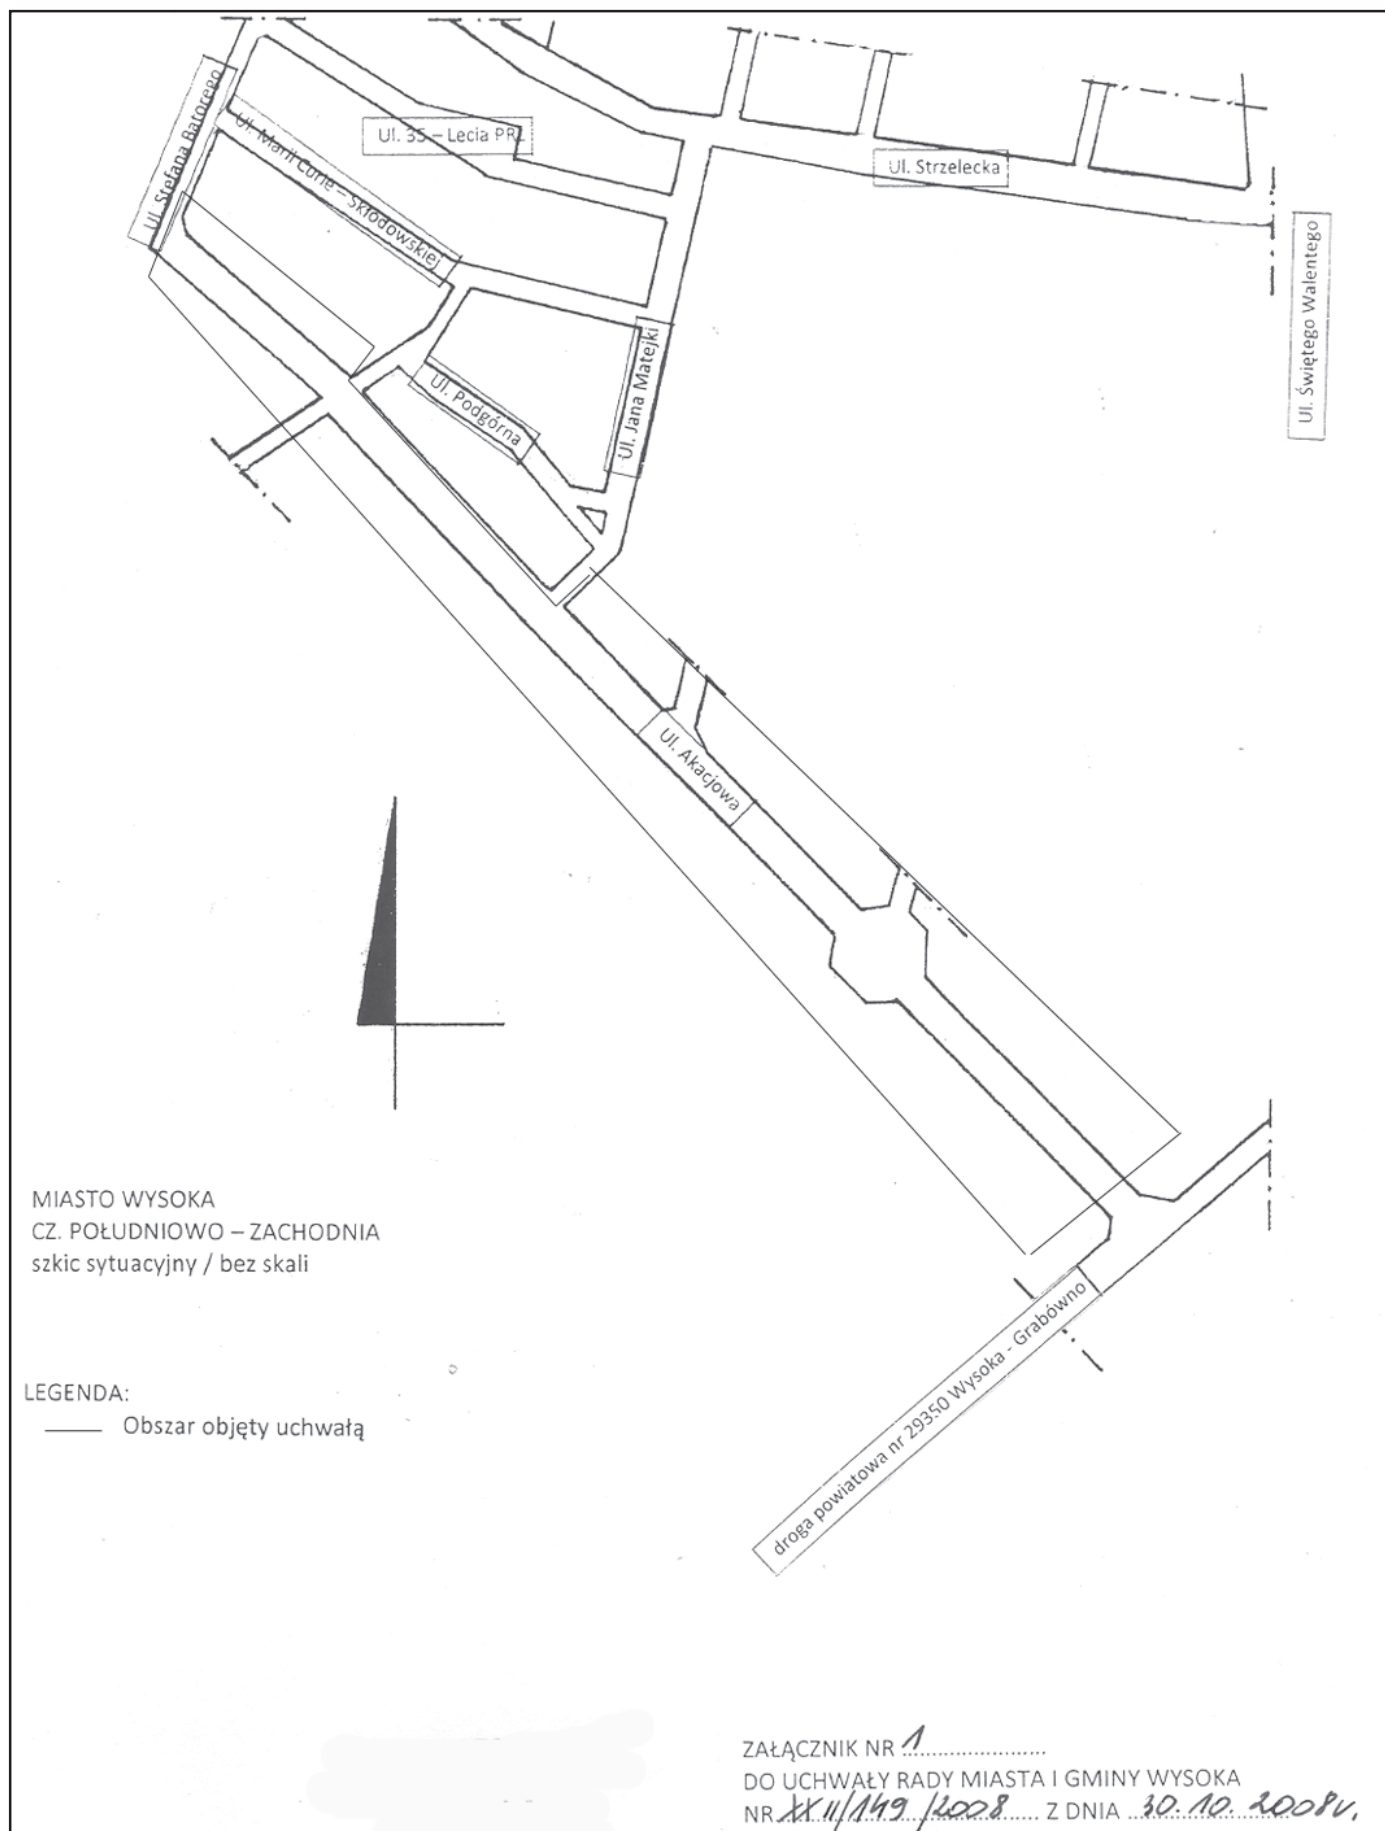 Ul. Stefana Batorego
Ul. Marii Curie – Skłodowskiej
Ul. 35 – Lecia PRL
Ul. Strzelecka
Ul. Świętego Walentego
Ul. Podgórna
Ul. Jana Matejki
Ul. Akacjowa
MIASTO WYSOKA
CZ. POŁUDNIOWO – ZACHODNIA
szkic sytuacyjny / bez skali
droga powiatowa nr 29350 Wysoka - Grabówno
LEGENDA:
Obszar objęty uchwałą
ZAŁĄCZNIK NR 1
DO UCHWAŁY RADY MIASTA I GMINY WYSOKA
NR XXII/149/2008 Z DNIA 30.10.2008r.